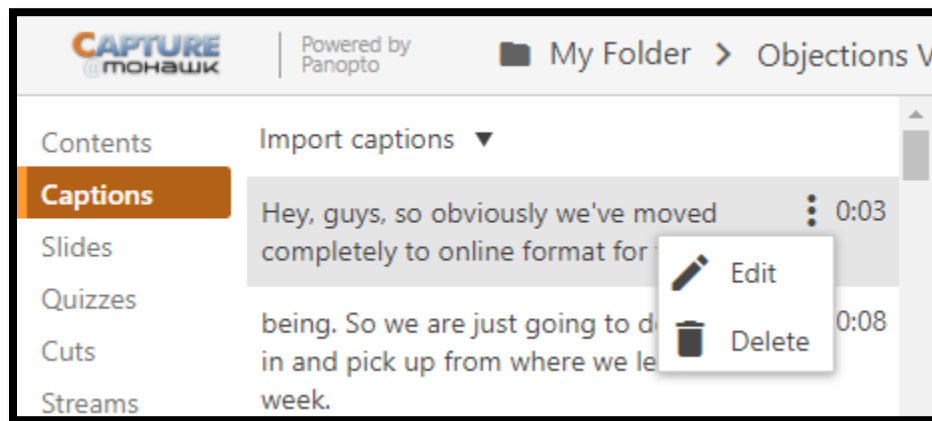 CAPTURE
@mohawk
Powered by
Panopto
My Folder > Objections V
Contents
Captions
Slides
Quizzes
Cuts
Streams
Import captions ▼
Hey, guys, so obviously we've moved
0:03
completely to online format for
Edit
Delete
being. So we are just going to d
0:08
in and pick up from where we le
week.